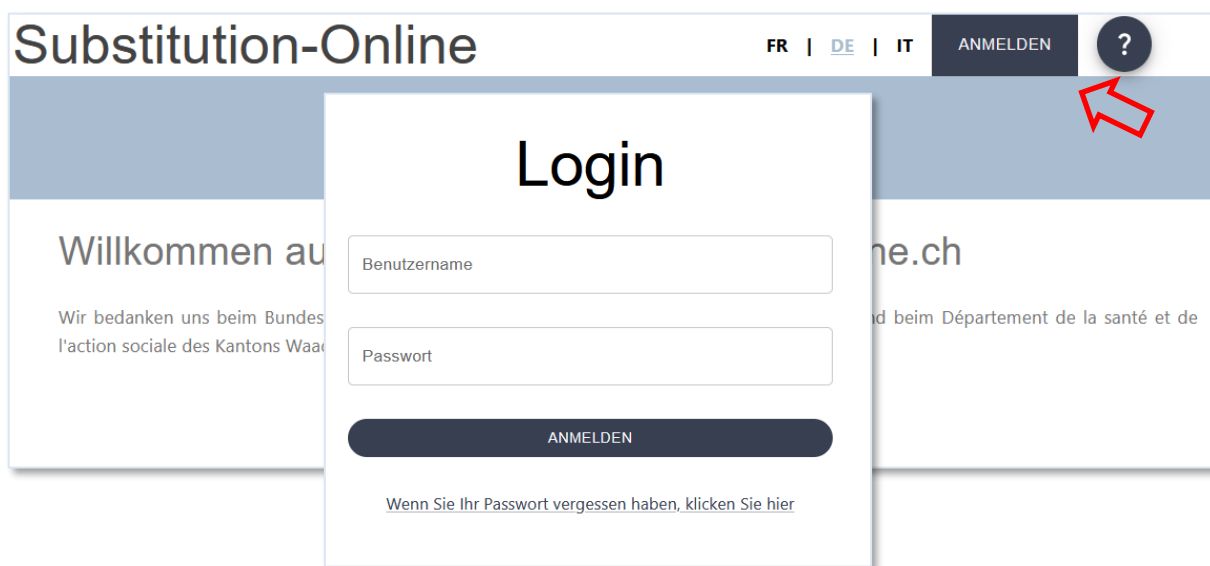 Substitution-Online
FR | DE | IT
ANMELDEN
?
Login
Willkommen au
ne.ch
Benutzername
Wir bedanken uns beim Bundes
d beim Département de la santé et de
l'action sociale des Kantons Waa
Passwort
ANMELDEN
Wenn Sie Ihr Passwort vergessen haben, klicken Sie hier